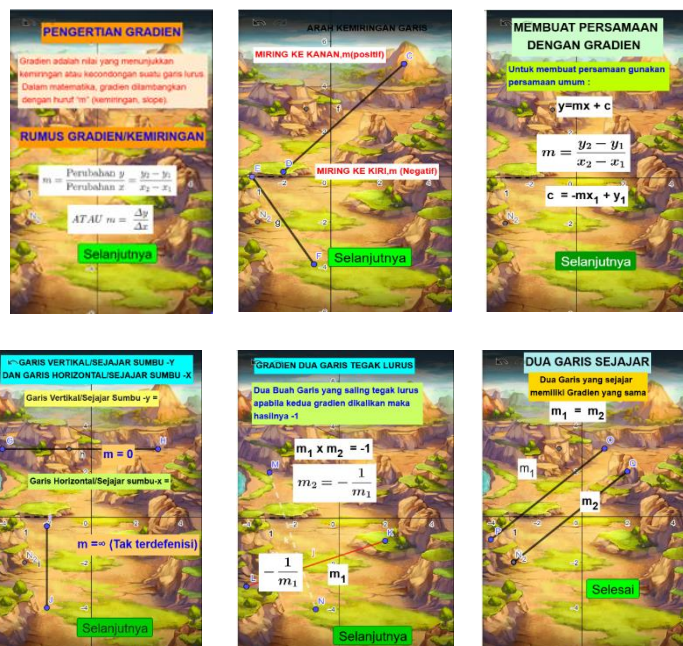 PENGERTIAN GRADIEN
Gradien adalah nilai yang menunjukkan
kemiringan atau kecondongan suatu garis lurus.
Dalam matematika, gradien dilambangkan
dengan huruf "m" (kemiringan, slope).
RUMUS GRADIEN/KEMIRINGAN
m = Perubahan y / Perubahan x = y₂ − y₁ / x₂ − x₁
ATAU m = Δy / Δx
Selanjutnya
ARAH KEMIRINGAN GARIS
MIRING KE KANAN,m(positif)
C
f
D
E
MIRING KE KIRI,m (Negatif)
g
F
Selanjutnya
MEMBUAT PERSAMAAN
DENGAN GRADIEN
Untuk membuat persamaan gunakan
persamaan umum :
y=mx + c
m = y₂ − y₁ / x₂ − x₁
c = -mx₁ + y₁
Selanjutnya
GARIS VERTIKAL/SEJAJAR SUMBU -Y
DAN GARIS HORIZONTAL/SEJAJAR SUMBU -X
Garis Vertikal/Sejajar Sumbu -y =
G
H
m = 0
Garis Horizontal/Sejajar sumbu-x =
m =∞ (Tak terdefenisi)
Selanjutnya
GRADIEN DUA GARIS TEGAK LURUS
Dua Buah Garis yang saling tegak lurus
apabila kedua gradien dikalikan maka
hasilnya -1
m₁ x m₂ = -1
m₂ = − 1 / m₁
M
K
− 1 / m₁
m₁
L
N
Selanjutnya
DUA GARIS SEJAJAR
Dua Garis yang sejajar
memiliki Gradien yang sama
m₁ = m₂
m₁
m₂
Selesai